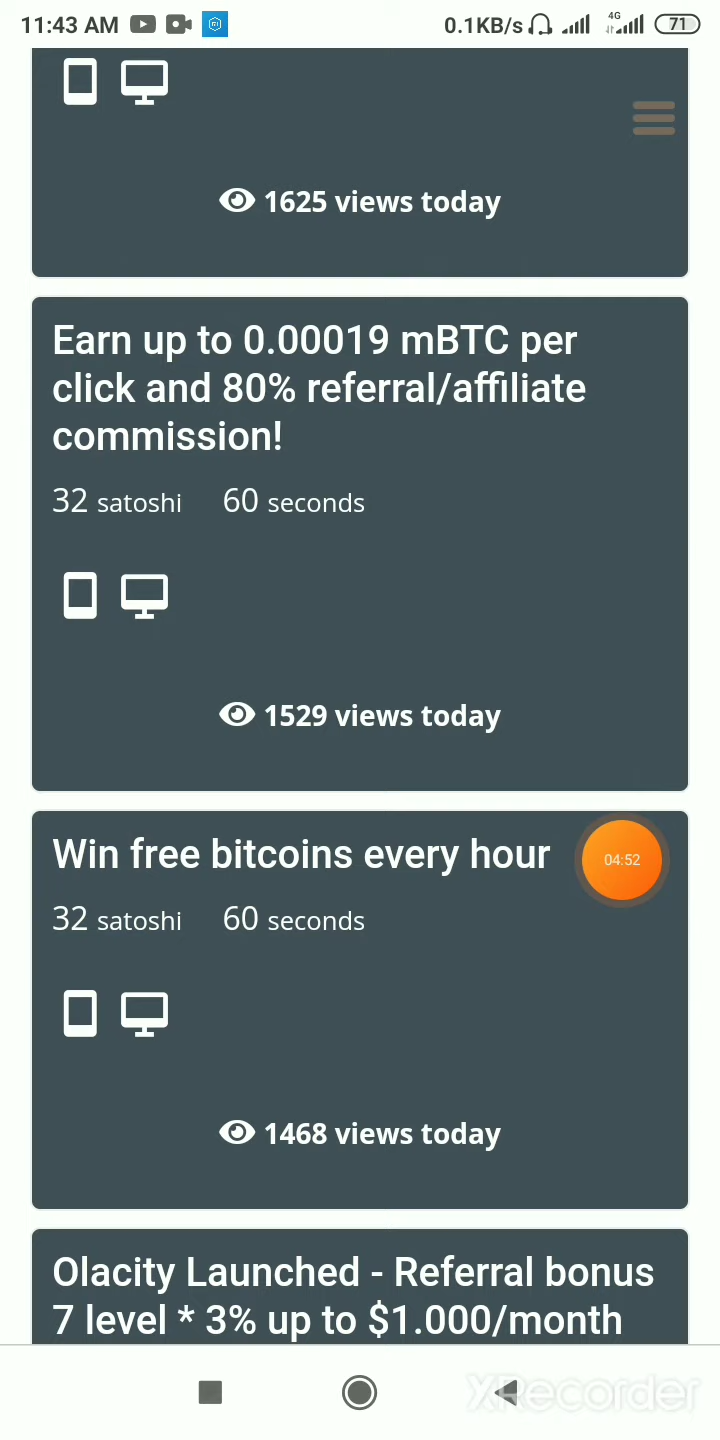 11:43 AM 0.1KB/s 4G 71
1625 views today
Earn up to 0.00019 mBTC per
click and 80% referral/affiliate
commission!
32 satoshi 60 seconds
1529 views today
Win free bitcoins every hour
04:52
32 satoshi 60 seconds
1468 views today
Olacity Launched - Referral bonus
7 level * 3% up to $1.000/month
XRecorder